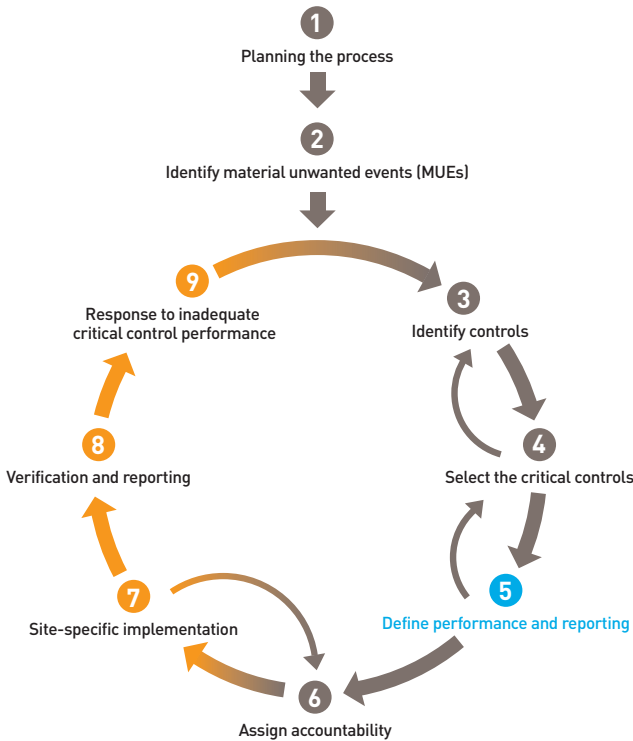 1
Planning the process
2
Identify material unwanted events (MUEs)
3
Identify controls
4
Select the critical controls
5
Define performance and reporting
6
Assign accountability
7
Site-specific implementation
8
Verification and reporting
9
Response to inadequate
critical control performance